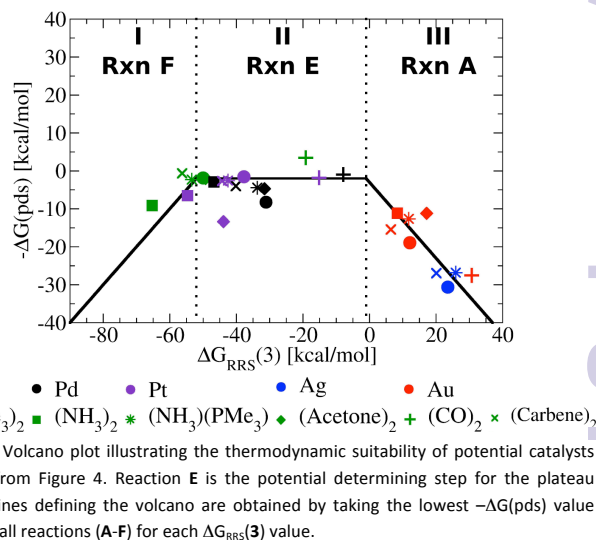 I II III
Rxn F Rxn E Rxn A
40
30
20
10
0
-10
-20
-30
-40
-ΔG(pds) [kcal/mol]
-80 -60 -40 -20 0 20 40
ΔG_RRS(3) [kcal/mol]
Pd Pt Ag Au
)₂ (NH₃)₂ (NH₃)(PMe₃) (Acetone)₂ (CO)₂ (Carbene)₂
Volcano plot illustrating the thermodynamic suitability of potential catalysts
rom Figure 4. Reaction E is the potential determining step for the plateau
ines defining the volcano are obtained by taking the lowest –ΔG(pds) value
all reactions (A-F) for each ΔG_RRS(3) value.